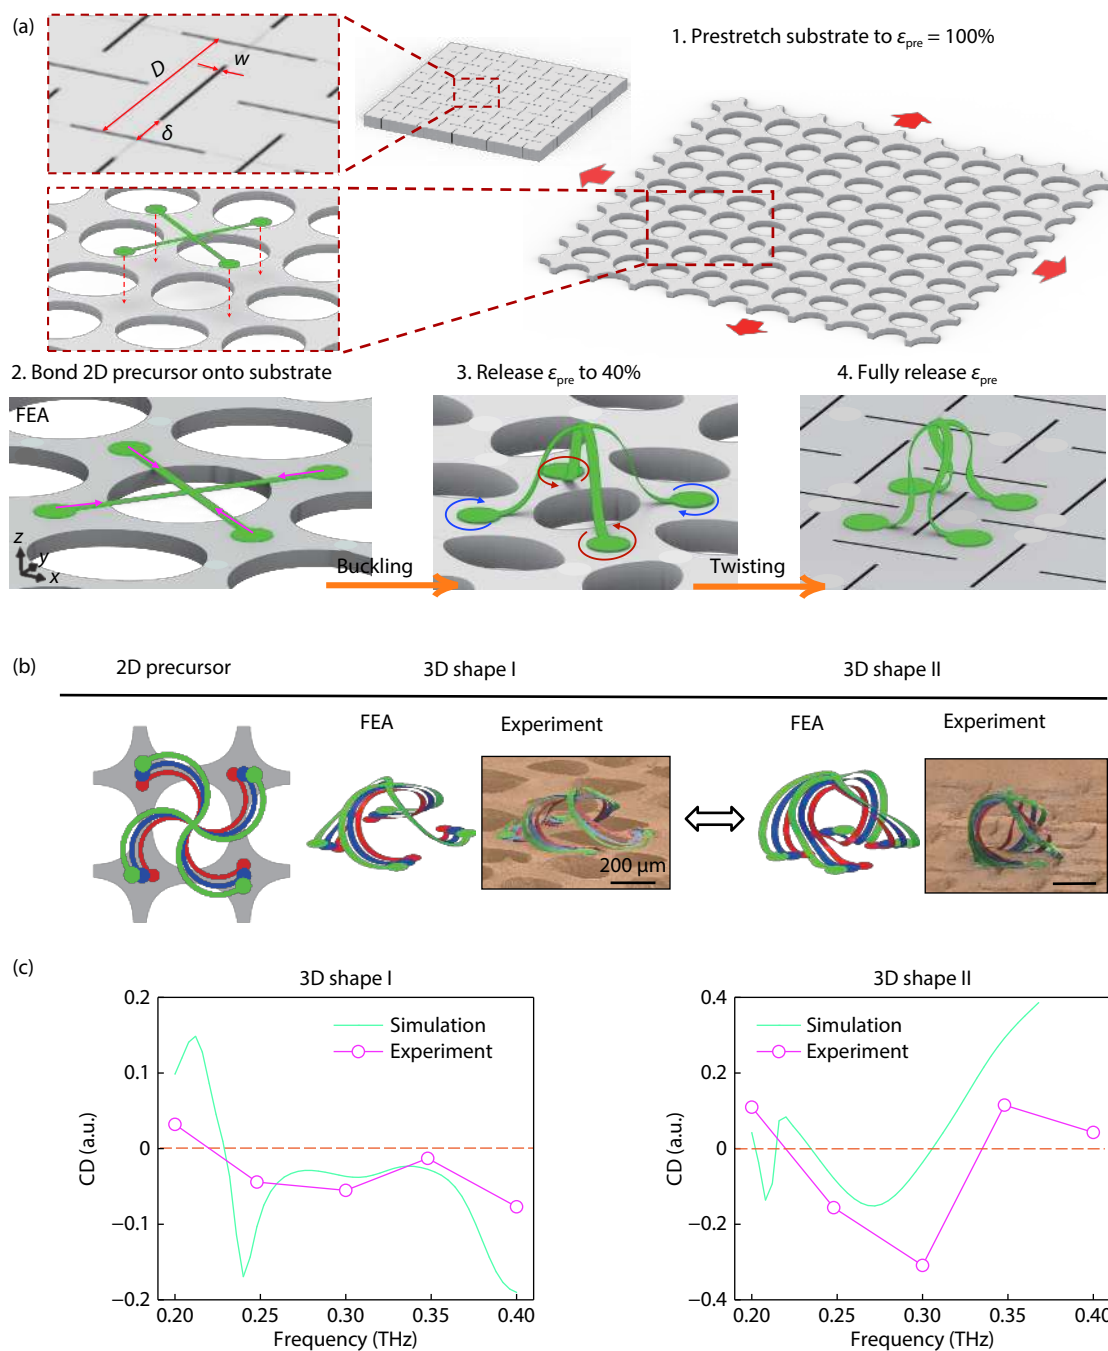 (a)
D
w
δ
1. Prestretch substrate to εpre = 100%
2. Bond 2D precursor onto substrate
3. Release εpre to 40%
4. Fully release εpre
FEA
z
y
x
Buckling
Twisting
(b)
2D precursor
3D shape I
3D shape II
FEA
Experiment
FEA
Experiment
200 μm
(c)
3D shape I
CD (a.u.)
0.2
0.1
0
−0.1
−0.2
Simulation
Experiment
0.20 0.25 0.30 0.35 0.40
Frequency (THz)
3D shape II
CD (a.u.)
0.4
0.2
0
−0.2
−0.4
Simulation
Experiment
0.20 0.25 0.30 0.35 0.40
Frequency (THz)